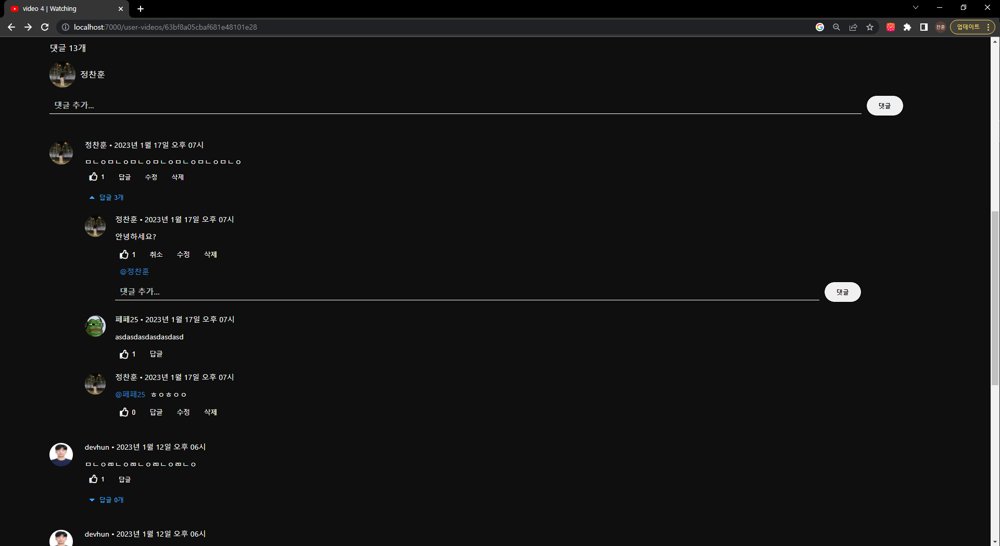 video 4 | Watching
localhost:7000/user-videos/63bf8a05cbaf681e48101e28
찬훈
업데이트
댓글 13개
정찬훈
댓글 추가...
댓글
정찬훈 • 2023년 1월 17일 오후 07시
ㅁㄴㅇㅁㄴㅇㅁㄴㅇㅁㄴㅇㅁㄴㅇㅁㄴㅇㅁㄴㅇ
1 답글 수정 삭제
답글 3개
정찬훈 • 2023년 1월 17일 오후 07시
안녕하세요?
1 취소 수정 삭제
@정찬훈
댓글 추가...
댓글
페페25 • 2023년 1월 17일 오후 07시
asdasdasdasdasdasd
1 답글
정찬훈 • 2023년 1월 17일 오후 07시
@페페25 ㅎㅇㅎㅇㅇ
0 답글 수정 삭제
devhun • 2023년 1월 12일 오후 06시
1 답글
답글 0개
devhun • 2023년 1월 12일 오후 06시